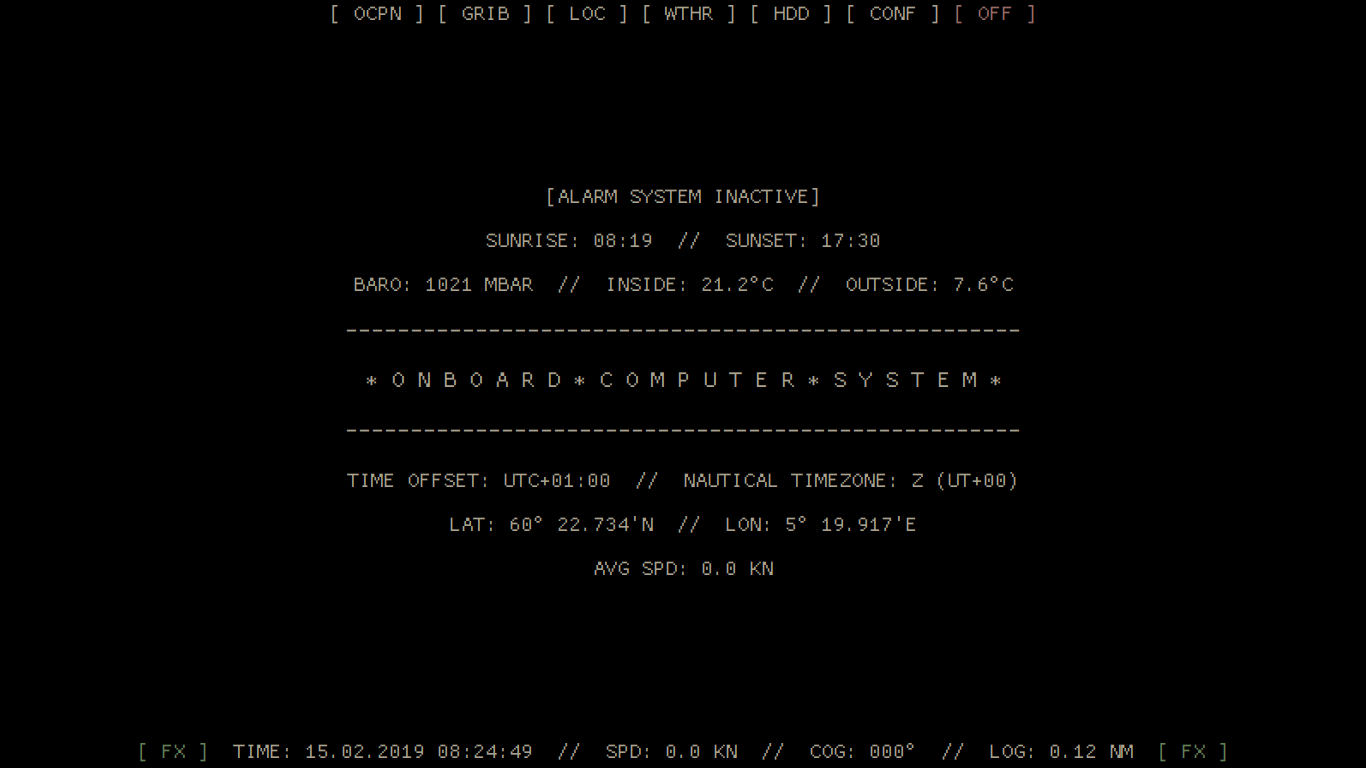 [ OCPN ] [ GRIB ] [ LOC ] [ WTHR ] [ HDD ] [ CONF ] [ OFF ]
[ALARM SYSTEM INACTIVE]
SUNRISE: 08:19 // SUNSET: 17:30
BARO: 1021 MBAR // INSIDE: 21.2°C // OUTSIDE: 7.6°C
----------------------------------------------------
* O N B O A R D * C O M P U T E R * S Y S T E M *
----------------------------------------------------
TIME OFFSET: UTC+01:00 // NAUTICAL TIMEZONE: Z (UT+00)
LAT: 60° 22.734'N // LON: 5° 19.917'E
AVG SPD: 0.0 KN
[ FX ] TIME: 15.02.2019 08:24:49 // SPD: 0.0 KN // COG: 000° // LOG: 0.12 NM [ FX ]